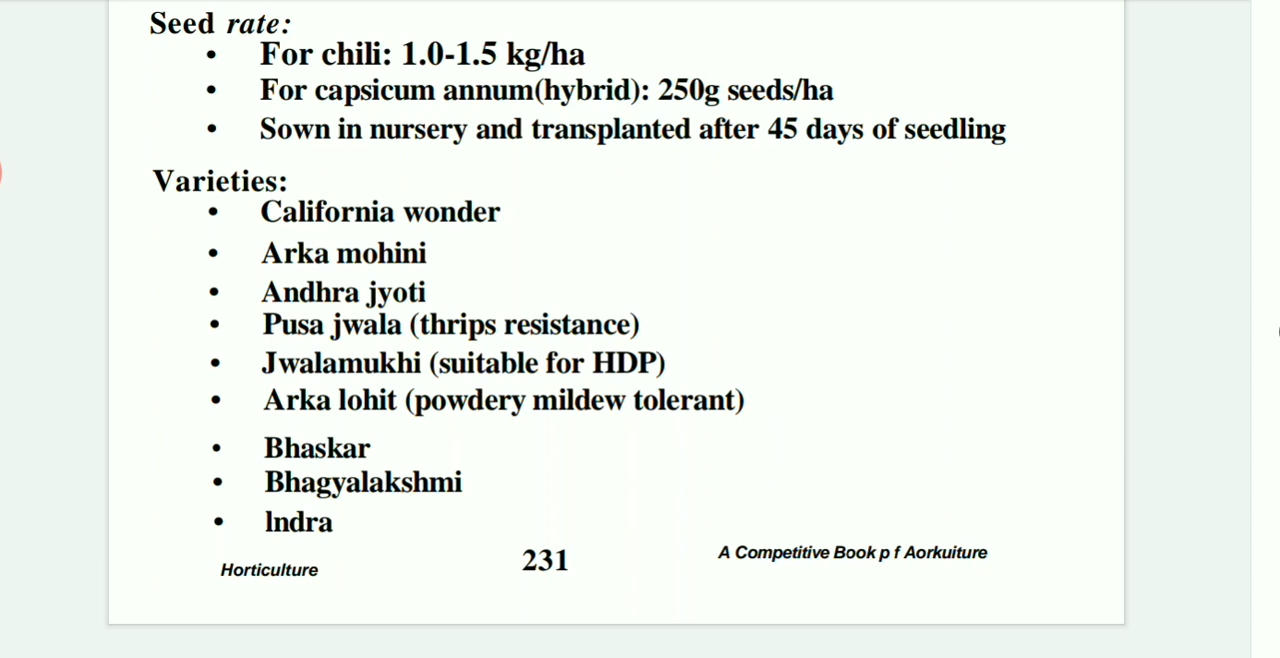 Seed rate:
• For chili: 1.0-1.5 kg/ha
• For capsicum annum(hybrid): 250g seeds/ha
• Sown in nursery and transplanted after 45 days of seedling
Varieties:
• California wonder
• Arka mohini
• Andhra jyoti
• Pusa jwala (thrips resistance)
• Jwalamukhi (suitable for HDP)
• Arka lohit (powdery mildew tolerant)
• Bhaskar
• Bhagyalakshmi
• lndra
Horticulture 231 A Competitive Book p f Aorkuiture